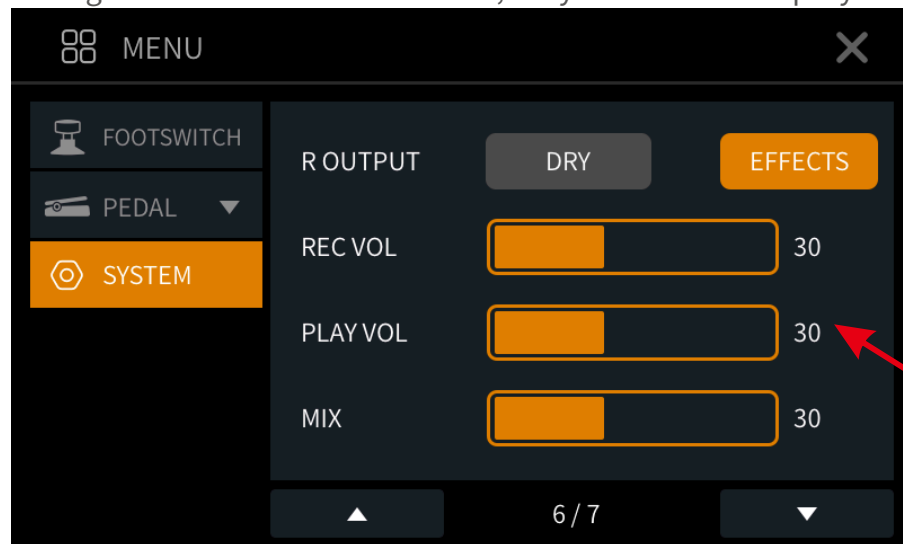 MENU
FOOTSWITCH
PEDAL
SYSTEM
R OUTPUT DRY EFFECTS
REC VOL 30
PLAY VOL 30
MIX 30
6 / 7